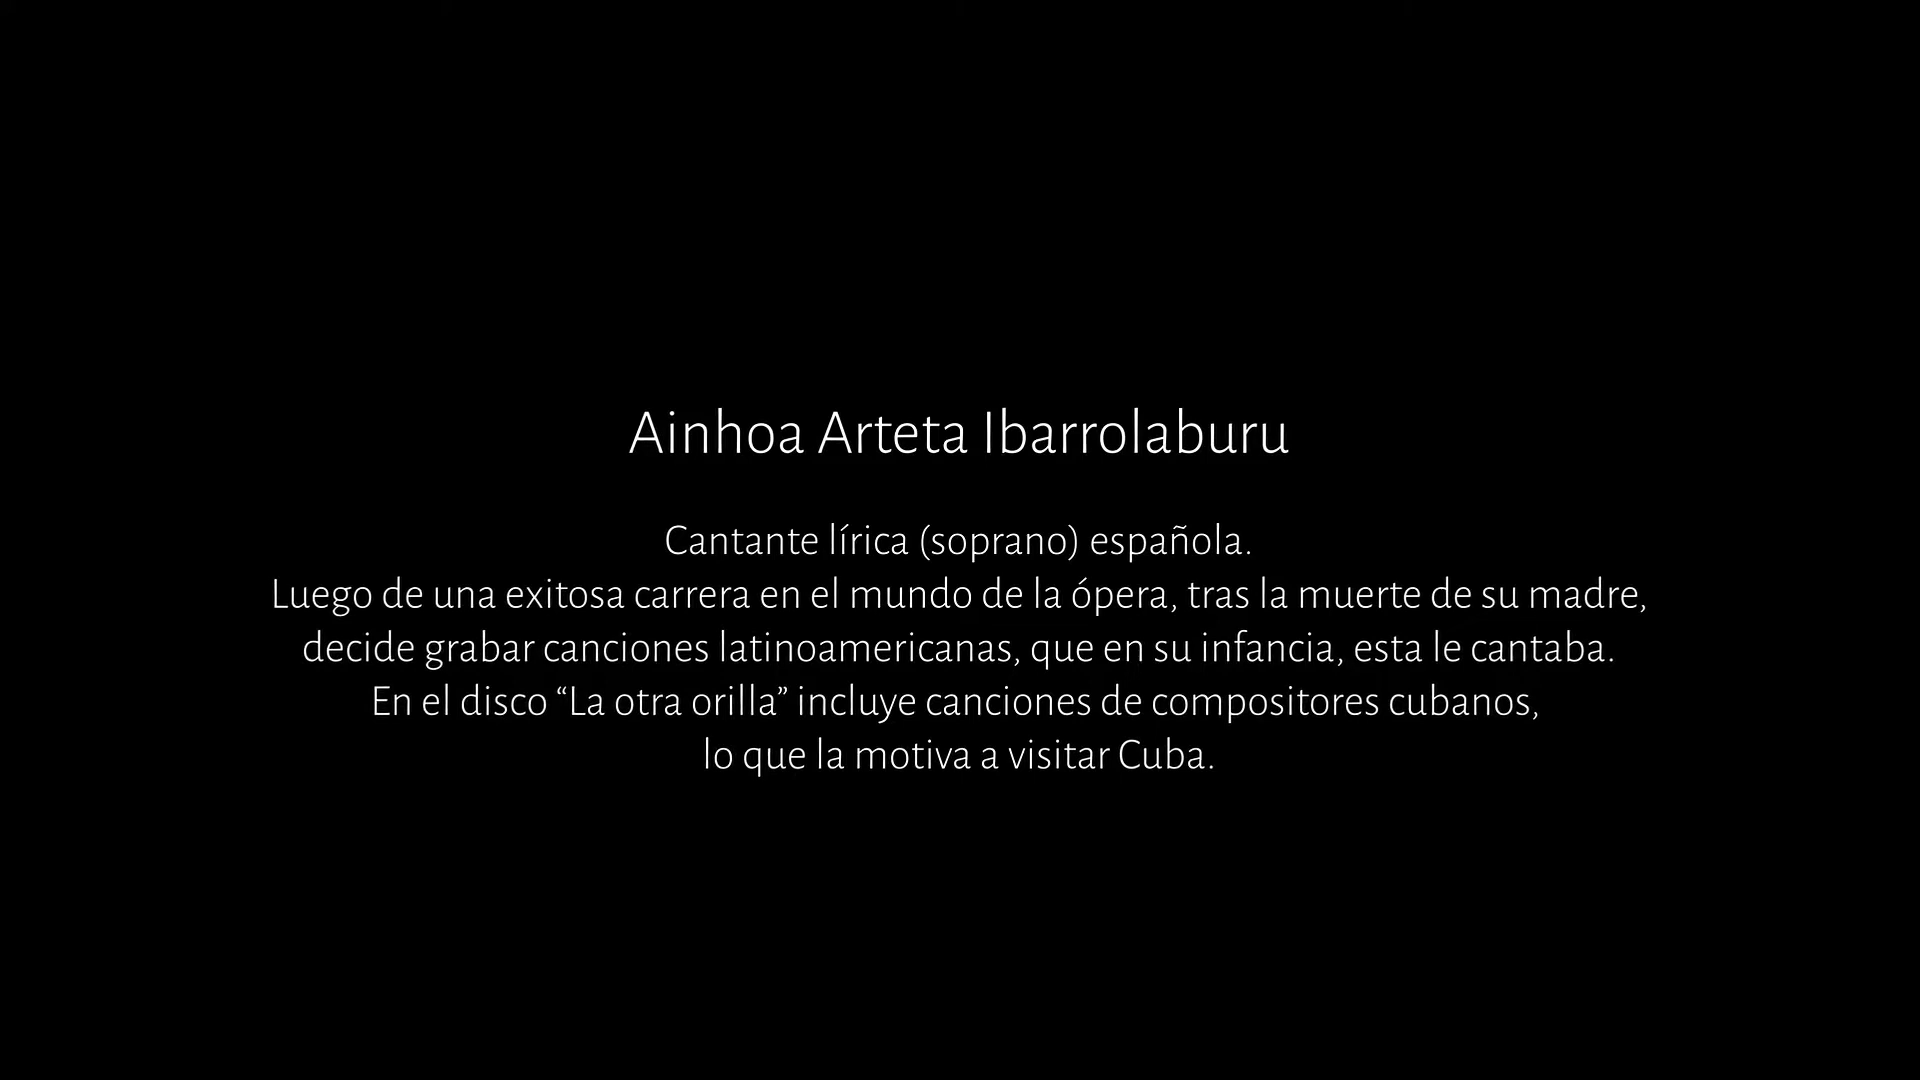 Ainhoa Arteta Ibarrolaburu
Cantante lírica (soprano) española.
Luego de una exitosa carrera en el mundo de la ópera, tras la muerte de su madre,
decide grabar canciones latinoamericanas, que en su infancia, esta le cantaba.
En el disco “La otra orilla” incluye canciones de compositores cubanos,
lo que la motiva a visitar Cuba.